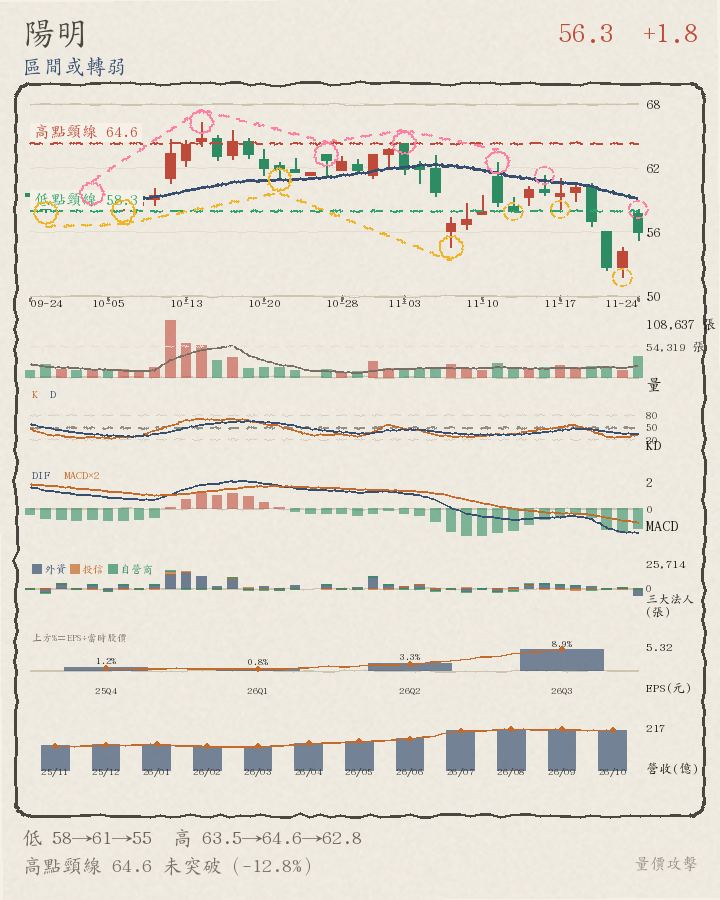 陽明
56.3 +1.8
區間或轉弱
高點頸線 64.6
低點頸線 58.3
68
62
56
50
09-24 10-05 10-13 10-20 10-28 11-03 11-10 11-17 11-24
108,637 張
54,319 張
量
K D
80
50
20
KD
DIF MACD×2
2
0
MACD
外資 投信 自營商
25,714
0
三大法人
(張)
上方%=EPS÷當時股價
1.2% 0.8% 3.3% 8.9%
5.32
25Q4 26Q1 26Q2 26Q3
EPS(元)
217
25/11 25/12 26/01 26/02 26/03 26/04 26/05 26/06 26/07 26/08 26/09 26/10
營收(億)
低 58→61→55 高 63.5→64.6→62.8
高點頸線 64.6 未突破 (-12.8%)
量價攻擊